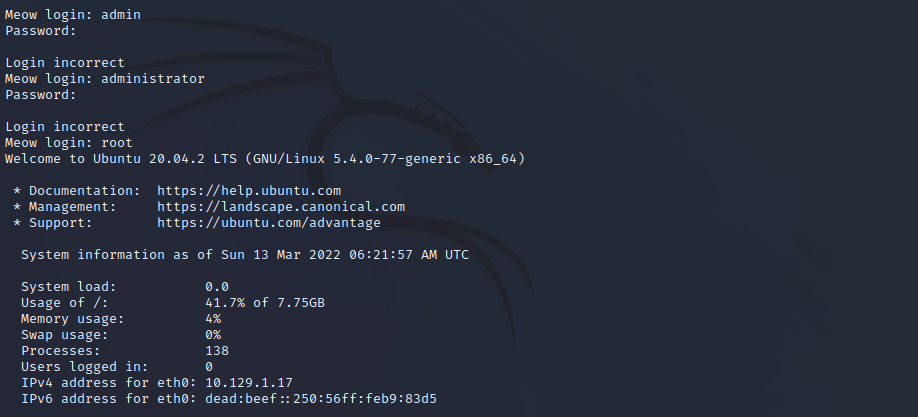 Meow login: admin
Password:
Login incorrect
Meow login: administrator
Password:
Login incorrect
Meow login: root
Welcome to Ubuntu 20.04.2 LTS (GNU/Linux 5.4.0-77-generic x86_64)
* Documentation:  https://help.ubuntu.com
* Management:     https://landscape.canonical.com
* Support:        https://ubuntu.com/advantage
System information as of Sun 13 Mar 2022 06:21:57 AM UTC
System load:           0.0
Usage of /:            41.7% of 7.75GB
Memory usage:          4%
Swap usage:            0%
Processes:             138
Users logged in:       0
IPv4 address for eth0: 10.129.1.17
IPv6 address for eth0: dead:beef::250:56ff:feb9:83d5